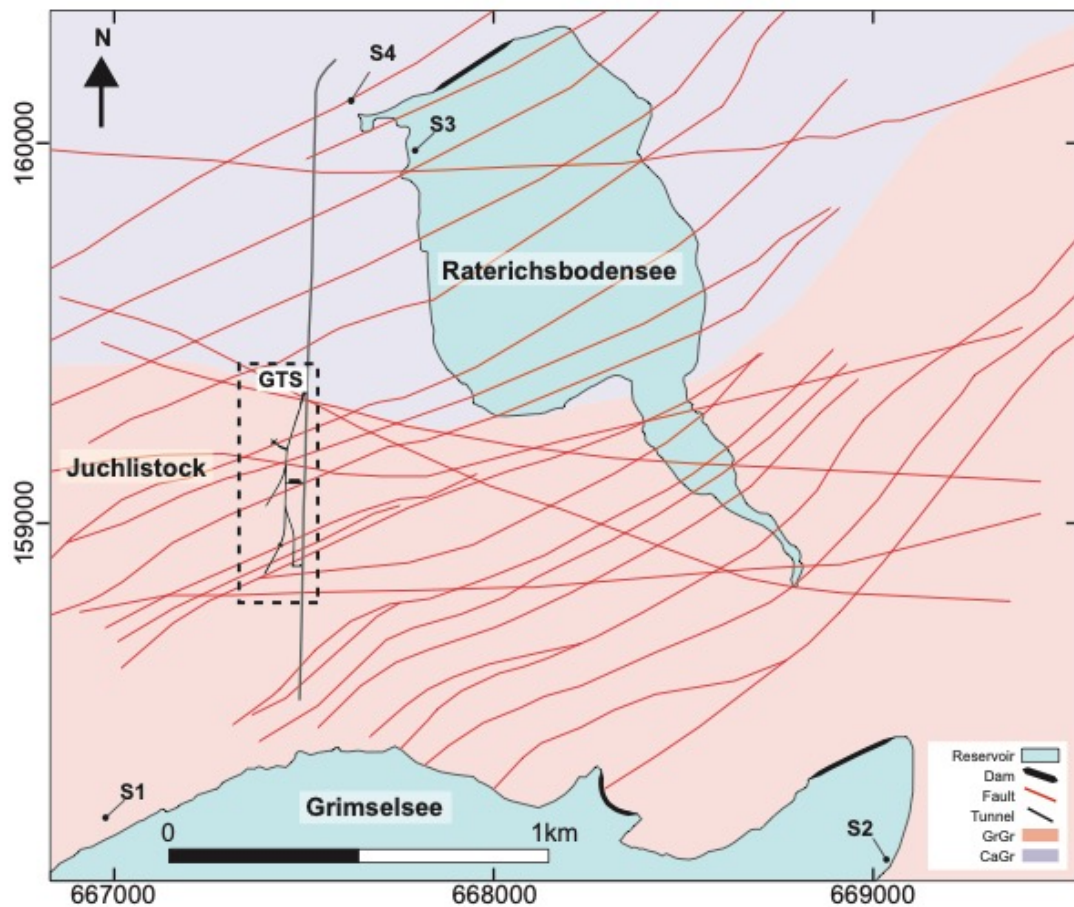 N
S4
S3
160000
Raterichsbodensee
GTS
Juchlistock
159000
S1
Grimselsee
S2
0
1km
Reservoir
Dam
Fault
Tunnel
GrGr
CaGr
667000
668000
669000